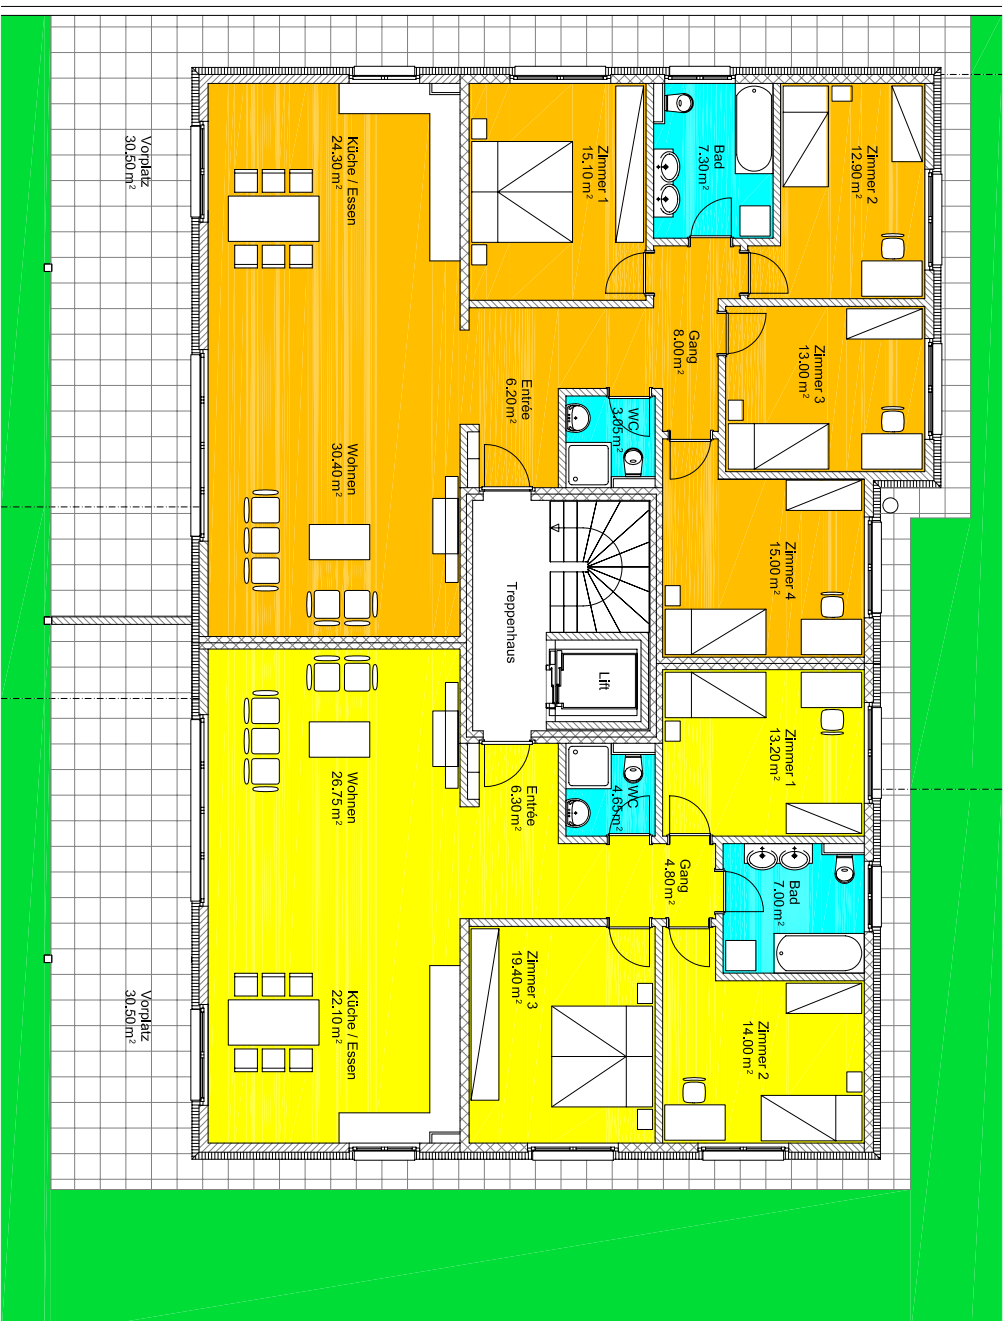 Vorplatz
30.50 m²
Küche / Essen
24.30 m²
Zimmer 1
15.10 m²
Bad
7.30 m²
Zimmer 2
12.90 m²
Zimmer 3
13.00 m²
Gang
8.00 m²
Entrée
6.20 m²
WC
3.05 m²
Wohnen
30.40 m²
Zimmer 4
15.00 m²
Treppenhaus
Lift
Zimmer 1
13.20 m²
Wohnen
26.75 m²
Entrée
6.30 m²
WC
4.65 m²
Gang
4.80 m²
Bad
7.00 m²
Zimmer 3
19.40 m²
Zimmer 2
14.00 m²
Küche / Essen
22.10 m²
Vorplatz
30.50 m²